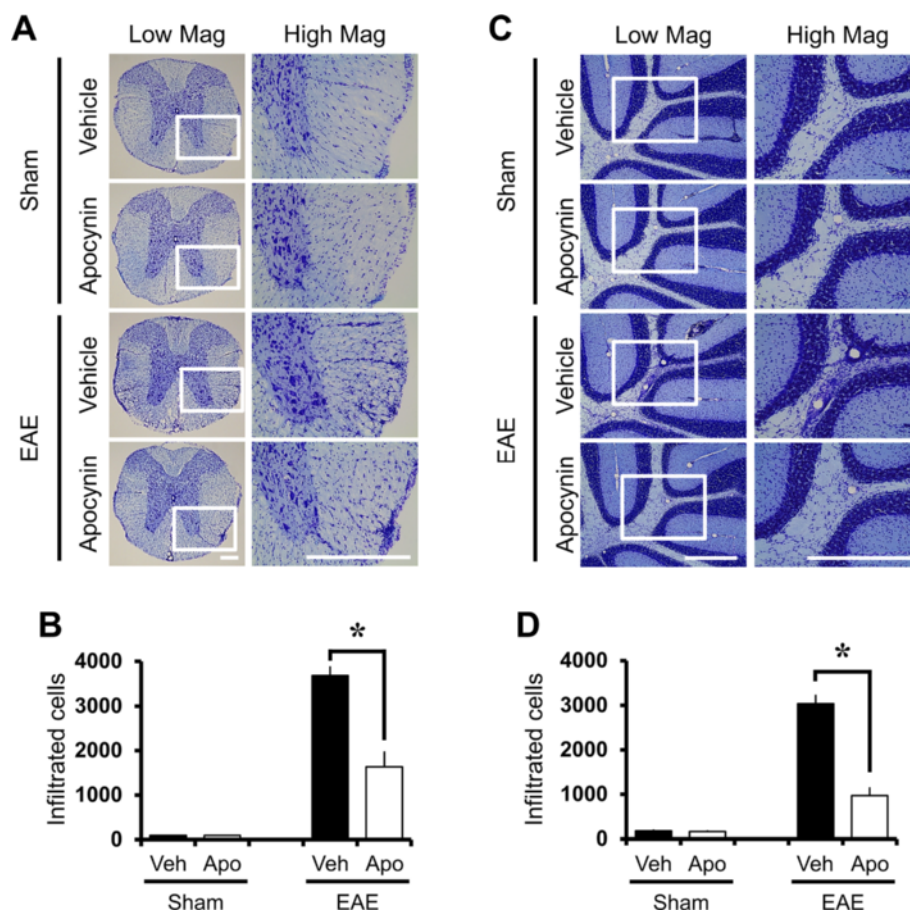 A
Low Mag High Mag
Sham
Vehicle
Apocynin
EAE
Vehicle
Apocynin
C
Low Mag High Mag
Sham
Vehicle
Apocynin
EAE
Vehicle
Apocynin
B
Infiltrated cells
4000
3000
2000
1000
0
*
Veh Apo Veh Apo
Sham EAE
D
Infiltrated cells
4000
3000
2000
1000
0
*
Veh Apo Veh Apo
Sham EAE